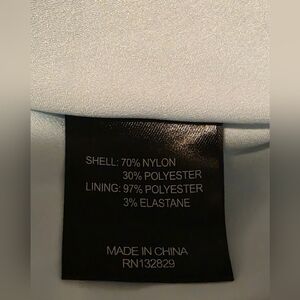 SHELL: 70% NYLON
30% POLYESTER
LINING: 97% POLYESTER
3% ELASTANE
MADE IN CHINA
RN132829